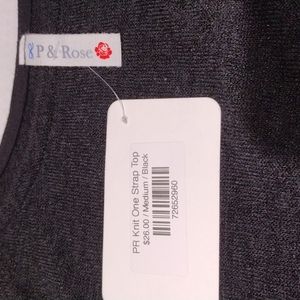 P & Rose
PR Knit One Strap Top
$26.00 / Medium / Black
72652960